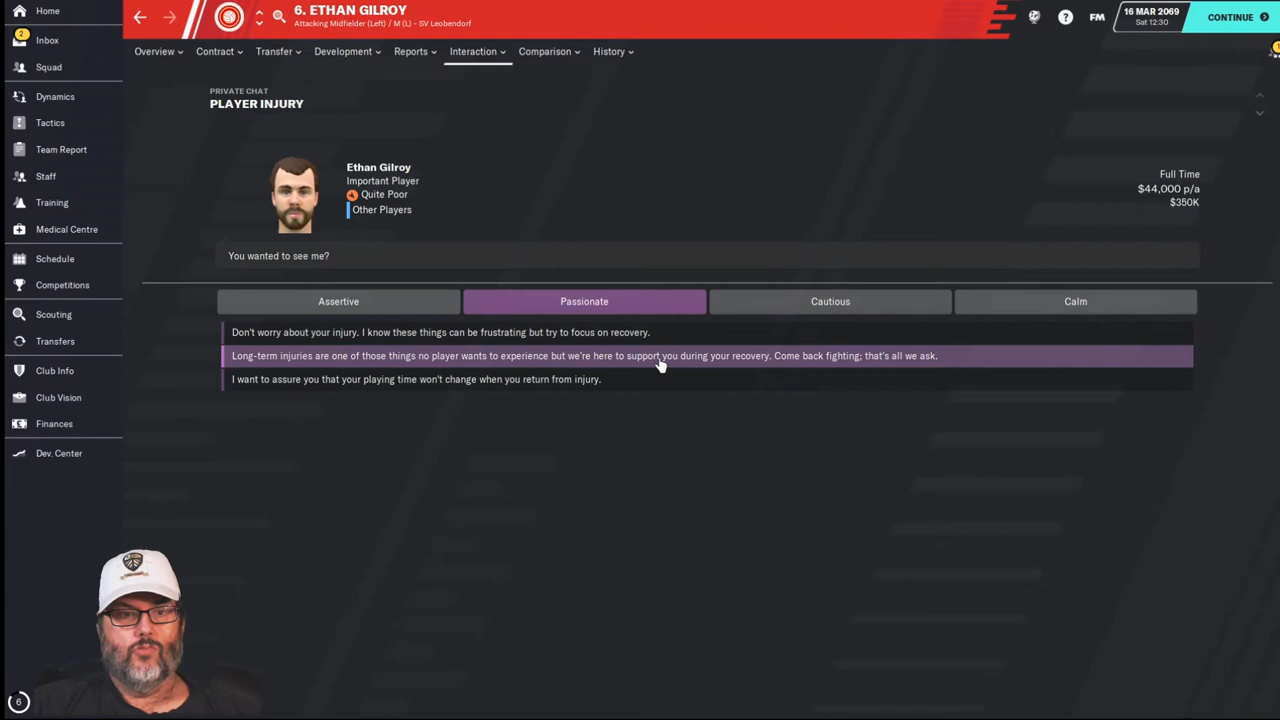 Home
2
Inbox
Squad
Dynamics
Tactics
Team Report
Staff
Training
Medical Centre
Schedule
Competitions
Scouting
Transfers
Club Info
Club Vision
Finances
Dev. Center
6
6. ETHAN GILROY
Attacking Midfielder (Left) / M (L) - SV Leobendorf
?
FM
16 MAR 2069
Sat 12:30
CONTINUE
Overview
Contract
Transfer
Development
Reports
Interaction
Comparison
History
1
PRIVATE CHAT
PLAYER INJURY
Ethan Gilroy
Important Player
Quite Poor
Other Players
Full Time
$44,000 p/a
$350K
You wanted to see me?
Assertive
Passionate
Cautious
Calm
Don't worry about your injury. I know these things can be frustrating but try to focus on recovery.
Long-term injuries are one of those things no player wants to experience but we're here to support you during your recovery. Come back fighting; that's all we ask.
I want to assure you that your playing time won't change when you return from injury.